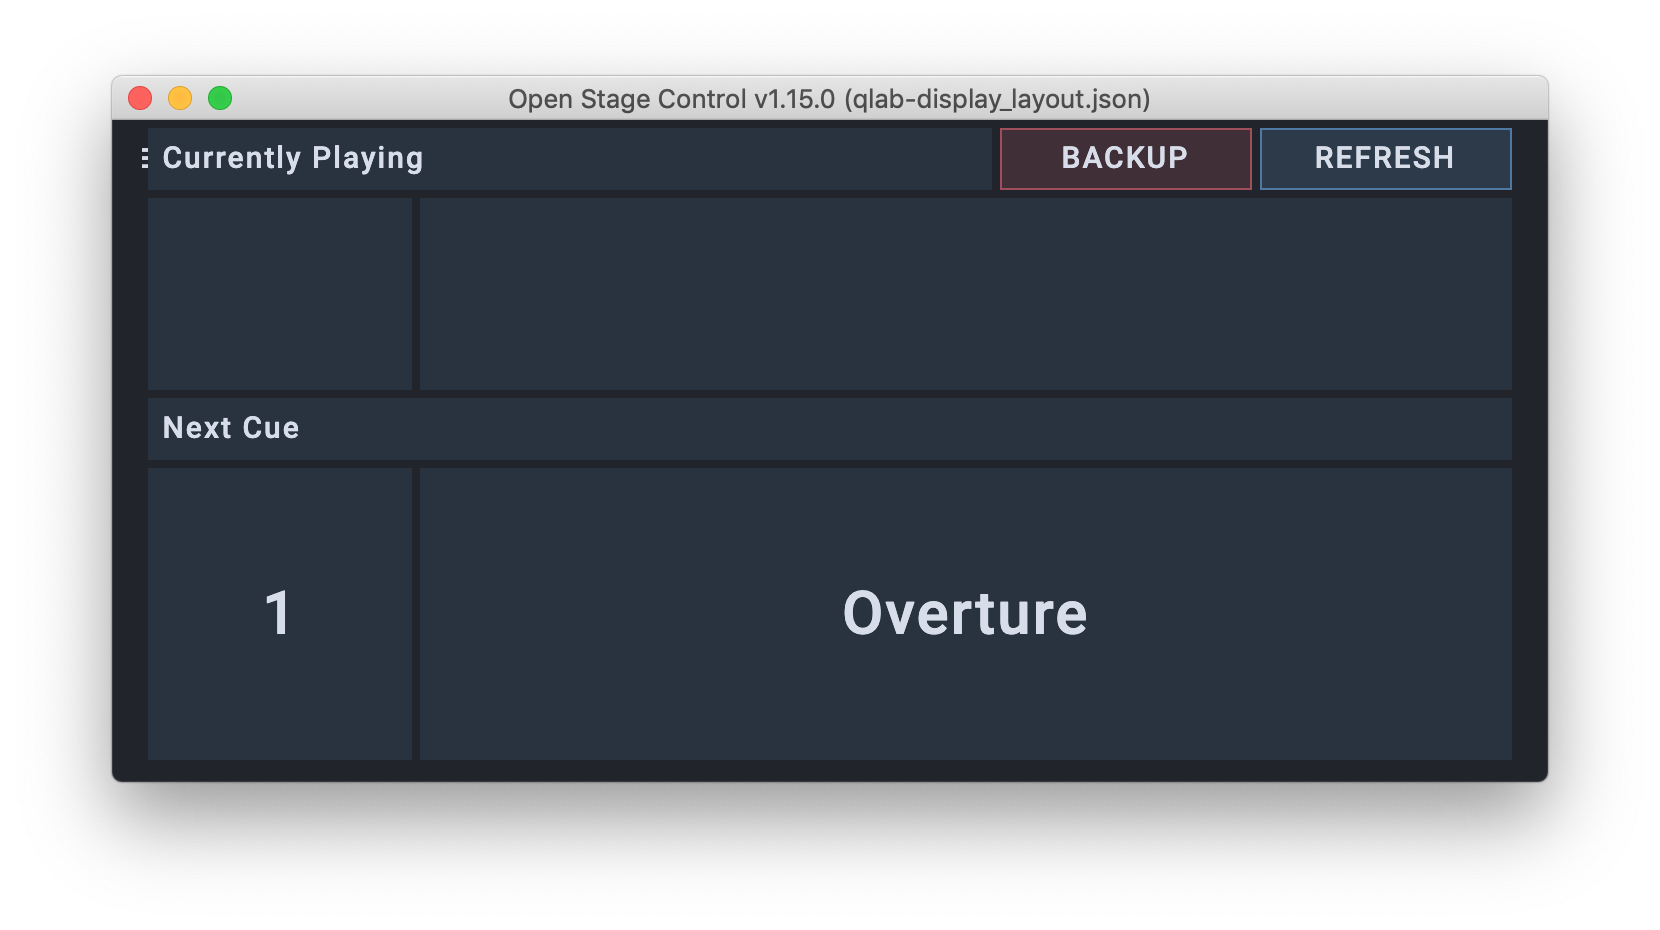 Open Stage Control v1.15.0 (qlab-display_layout.json)
Currently Playing
BACKUP
REFRESH
Next Cue
1
Overture